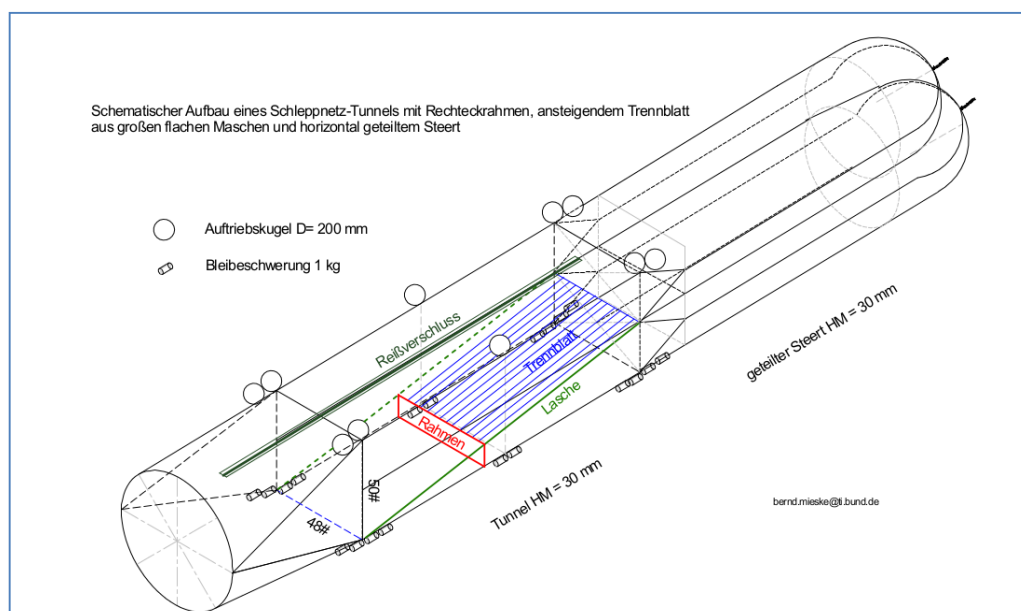 Schematischer Aufbau eines Schleppnetz-Tunnels mit Rechteckrahmen, ansteigendem Trennblatt
aus großen flachen Maschen und horizontal geteiltem Steert
Auftriebskugel D= 200 mm
Bleibeschwerung 1 kg
Reißverschluss
Trennblatt
Lasche
Rahmen
geteilter Steert HM = 30 mm
Tunnel HM = 30 mm
50#
48#
bernd.mieske@ti.bund.de